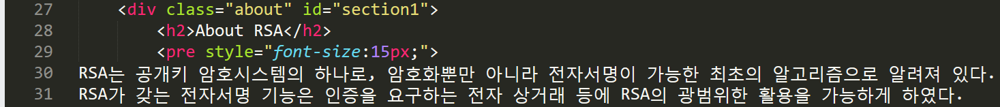 27 <div class="about" id="section1">
28 <h2>About RSA</h2>
29 <pre style="font-size:15px;">
30 RSA는 공개키 암호시스템의 하나로, 암호화뿐만 아니라 전자서명이 가능한 최초의 알고리즘으로 알려져 있다.
31 RSA가 갖는 전자서명 기능은 인증을 요구하는 전자 상거래 등에 RSA의 광범위한 활용을 가능하게 하였다.